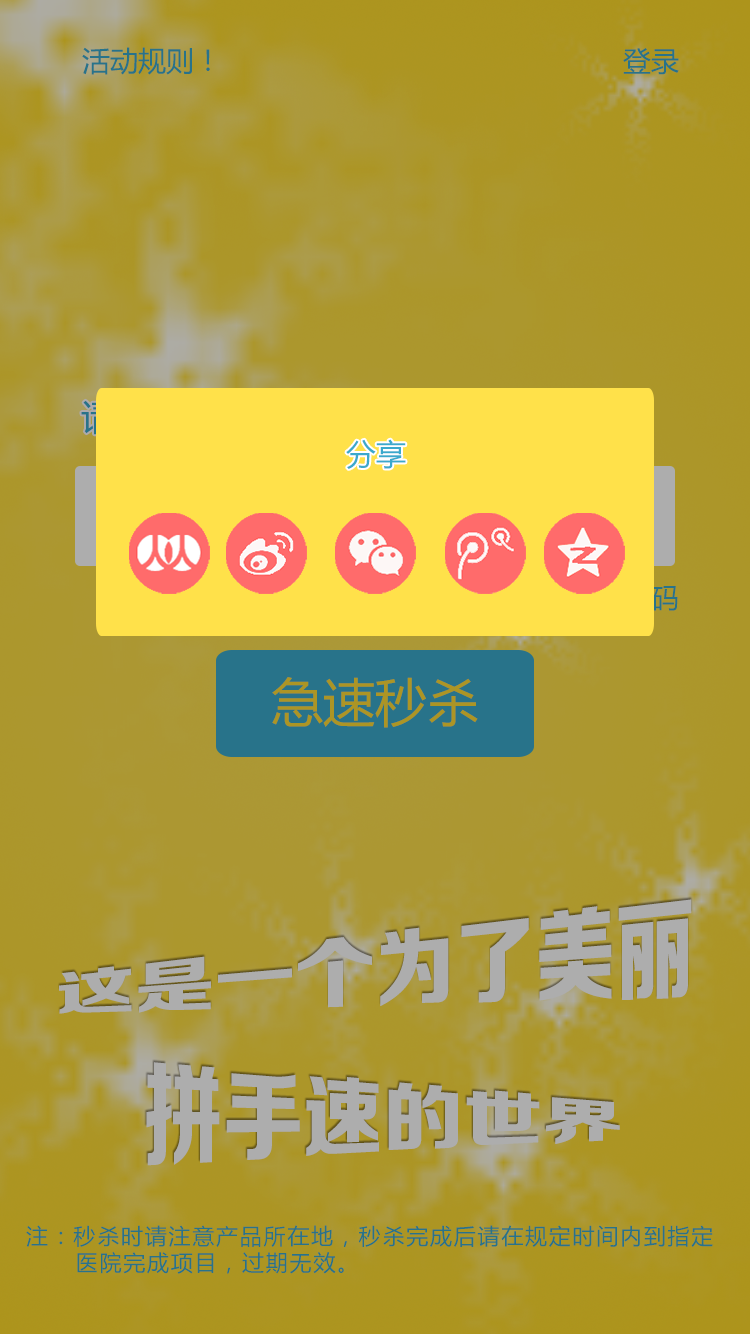 活动规则！
登录
请
分享
码
急速秒杀
这是一个为了美丽
拼手速的世界
注：秒杀时请注意产品所在地，秒杀完成后请在规定时间内到指定
医院完成项目，过期无效。